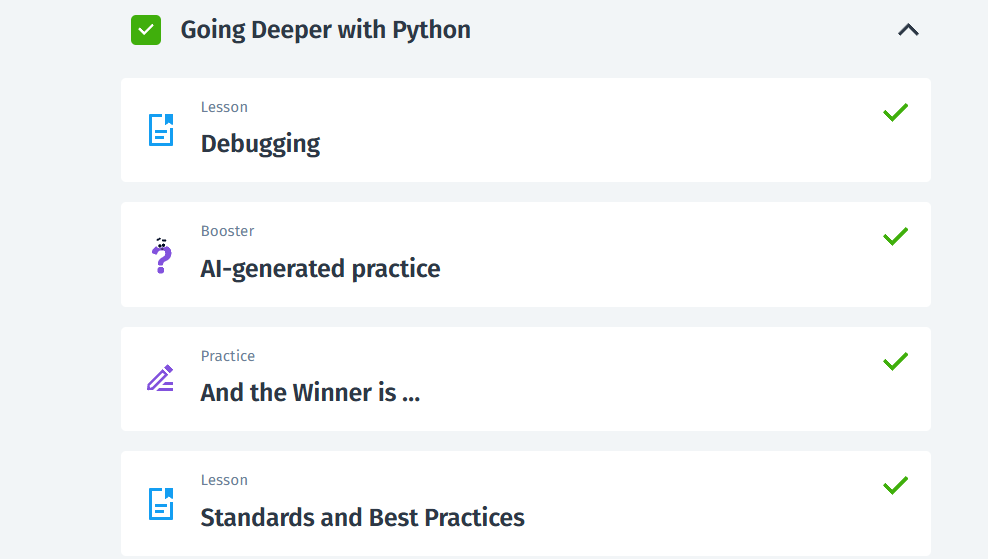 Going Deeper with Python
Lesson
Debugging
Booster
AI-generated practice
Practice
And the Winner is ...
Lesson
Standards and Best Practices